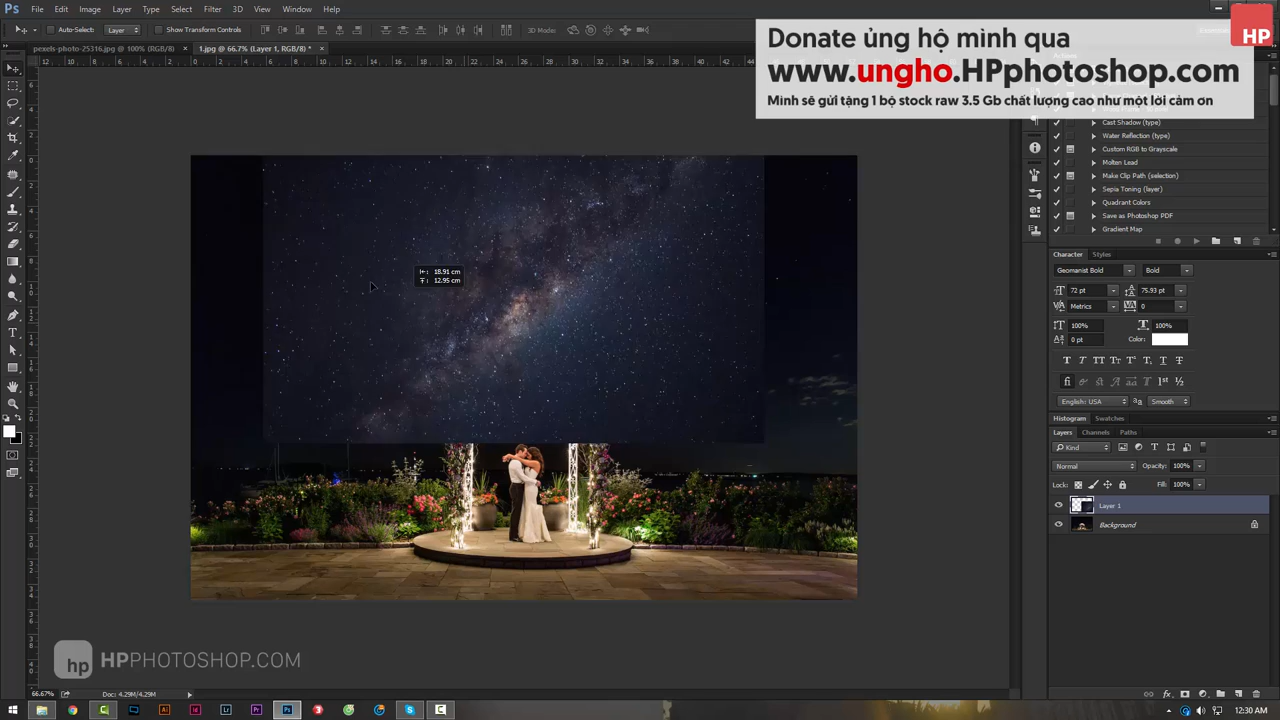 Ps File Edit Image Layer Type Select Filter 3D View Window Help
Auto-Select: Layer Show Transform Controls 3D Mode:
pexels-photo-25316.jpg @ 100% (RGB/8) × 1.jpg @ 66.7% (Layer 1, RGB/8) * ×
Donate ủng hộ mình qua
www.ungho.HPphotoshop.com
Mình sẽ gửi tặng 1 bộ stock raw 3.5 Gb chất lượng cao như một lời cảm ơn
HP
Cast Shadow (type)
Water Reflection (type)
Custom RGB to Grayscale
Molten Lead
Make Clip Path (selection)
Sepia Toning (layer)
Quadrant Colors
Save as Photoshop PDF
Gradient Map
18.91 cm
12.95 cm
Character Styles
Geomanist Bold Bold
72 pt 75.93 pt
Metrics 0
100% 100%
0 pt Color:
English: USA Smooth
Histogram Swatches
Layers Channels Paths
Kind
Normal Opacity: 100%
Lock: Fill: 100%
Layer 1
Background
hp HPPHOTOSHOP.COM
66.67% Doc: 4.29M/4.29M
12:30 AM